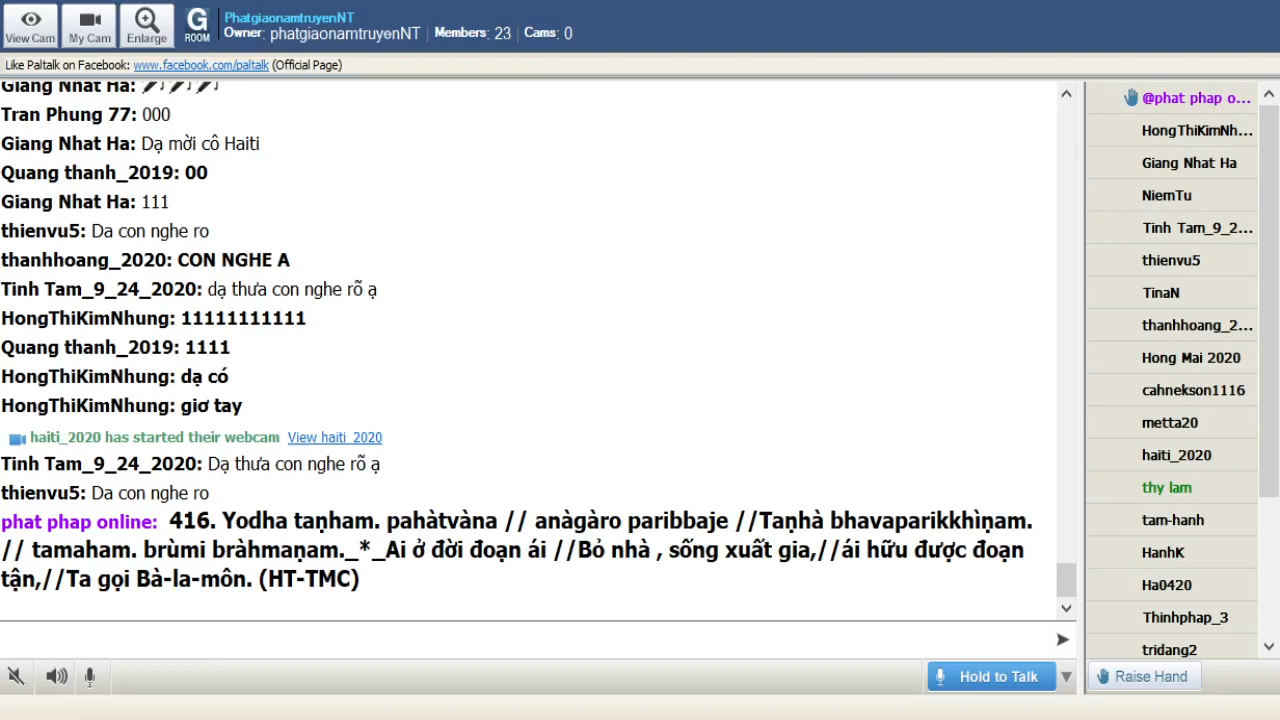 PhatgiaonamtruyenNT
View Cam
My Cam
Enlarge
G
ROOM
Owner: phatgiaonamtruyenNT
Members: 23
Cams: 0
Like Paltalk on Facebook: www.facebook.com/paltalk (Official Page)
Giang Nhat Ha:
Tran Phung 77: 000
Giang Nhat Ha: Dạ mời cô Haiti
Quang thanh_2019: 00
Giang Nhat Ha: 111
thienvu5: Da con nghe ro
thanhhoang_2020: CON NGHE A
Tinh Tam_9_24_2020: dạ thưa con nghe rõ ạ
HongThiKimNhung: 11111111111
Quang thanh_2019: 1111
HongThiKimNhung: dạ có
HongThiKimNhung: giơ tay
haiti_2020 has started their webcam View haiti_2020
Tinh Tam_9_24_2020: Dạ thưa con nghe rõ ạ
thienvu5: Da con nghe ro
phat phap online: 416. Yodha taṇham. pahàtvàna // anàgàro paribbaje //Taṇhà bhavaparikkhìṇam.
// tamaham. brùmi bràhmaṇam._*_Ai ở đời đoạn ái //Bỏ nhà , sống xuất gia,//ái hữu được đoạn
tận,//Ta gọi Bà-la-môn. (HT-TMC)
@phat phap o...
HongThiKimNh...
Giang Nhat Ha
NiemTu
Tinh Tam_9_2...
thienvu5
TinaN
thanhhoang_2...
Hong Mai 2020
cahnekson1116
metta20
haiti_2020
thy lam
tam-hanh
HanhK
Ha0420
Thinhphap_3
tridang2
Hold to Talk
Raise Hand